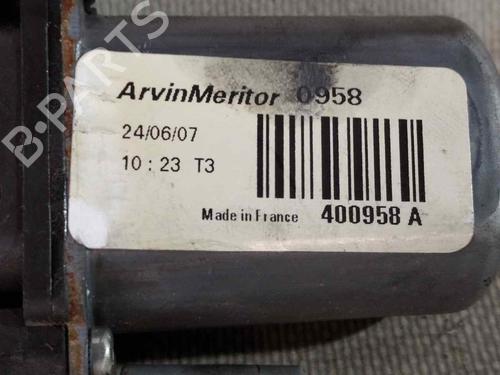 ArvinMeritor 0958
24/06/07
10 : 23 T3
Made in France 400958 A
B-PARTS